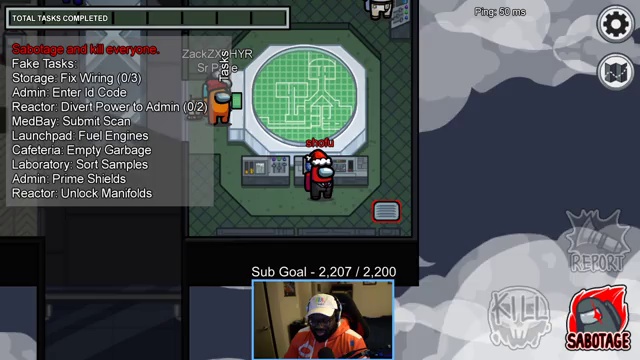 TOTAL TASKS COMPLETED
Ping: 50 ms
Sabotage and kill everyone.
Fake Tasks:
Storage: Fix Wiring (0/3)
Admin: Enter Id Code
Reactor: Divert Power to Admin (0/2)
MedBay: Submit Scan
Launchpad: Fuel Engines
Cafeteria: Empty Garbage
Laboratory: Sort Samples
Admin: Prime Shields
Reactor: Unlock Manifolds
Tasks
sholu
REPORT
KILL
SABOTAGE
Sub Goal - 2,207 / 2,200